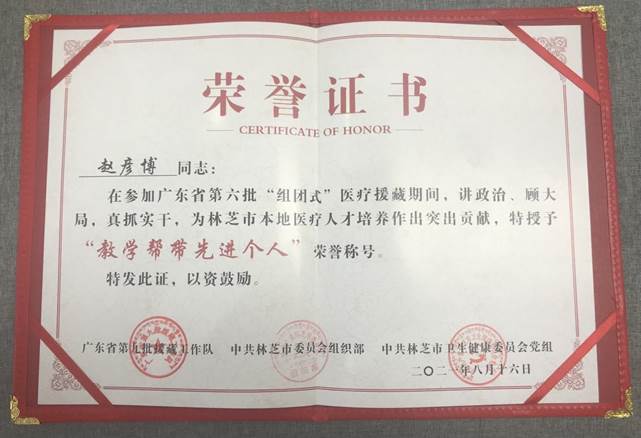 荣誉证书
CERTIFICATE OF HONOR
赵彦博 同志:
在参加广东省第六批“组团式”医疗援藏期间,讲政治、顾大
局,真抓实干,为林芝市本地医疗人才培养作出突出贡献,特授予
“教学帮带先进个人”荣誉称号。
特发此证,以资鼓励。
广东省第九批援藏工作队 中共林芝市委员会组织部 中共林芝市卫生健康委员会党组
二〇二一年八月十六日